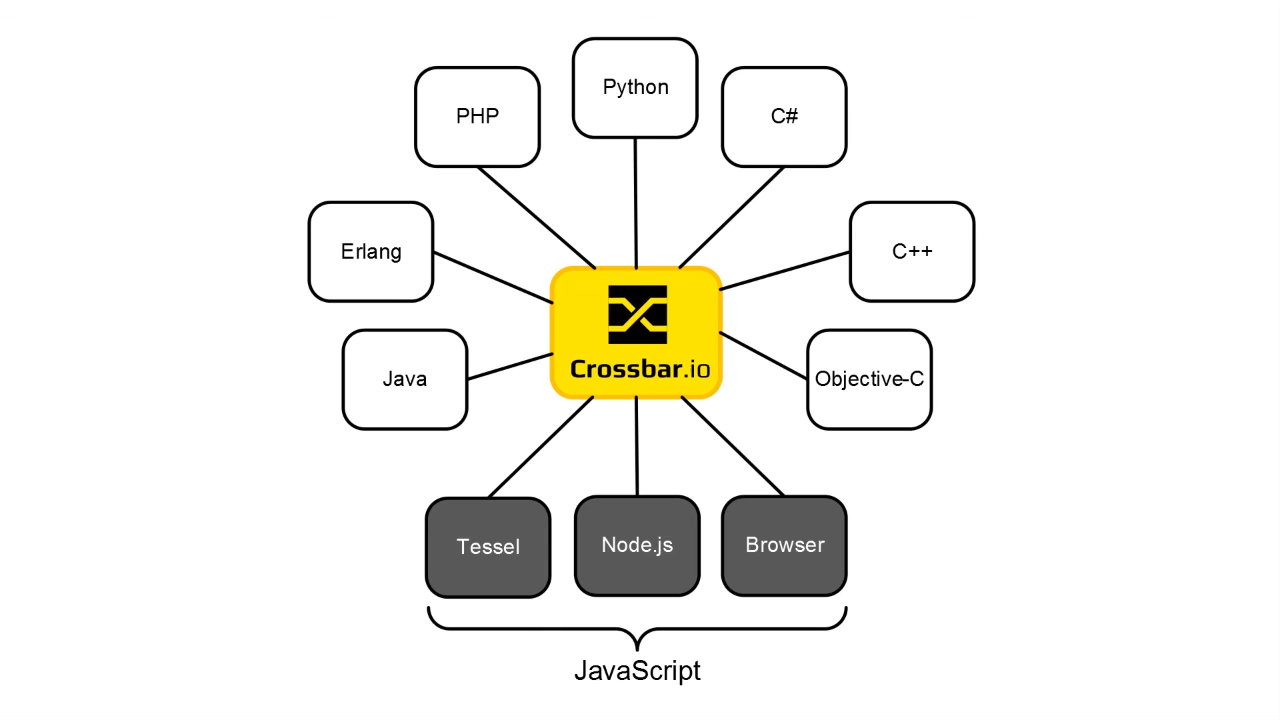 Python
PHP
C#
Erlang
C++
Crossbar.io
Java
Objective-C
Tessel
Node.js
Browser
JavaScript